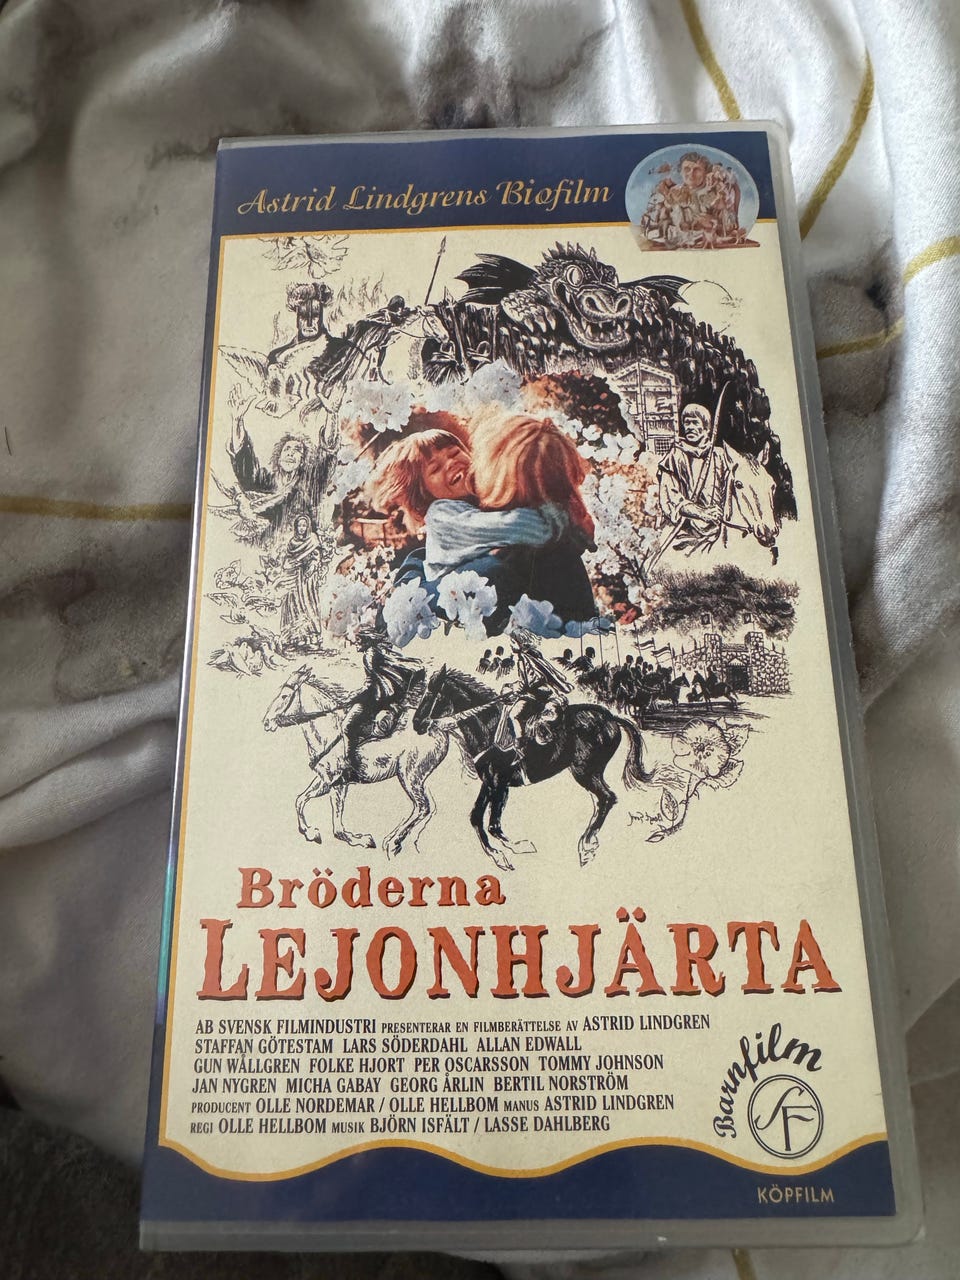 Astrid Lindgrens Biofilm
Bröderna
LEJONHJÄRTA
AB SVENSK FILMINDUSTRI PRESENTERAR EN FILMBERÄTTELSE AV ASTRID LINDGREN
STAFFAN GÖTESTAM LARS SÖDERDAHL ALLAN EDWALL
GUN WÅLLGREN FOLKE HJORT PER OSCARSSON TOMMY JOHNSON
JAN NYGREN MICHA GABAY GEORG ÅRLIN BERTIL NORSTRÖM
PRODUCENT OLLE NORDEMAR / OLLE HELLBOM MANUS ASTRID LINDGREN
REGI OLLE HELLBOM MUSIK BJÖRN ISFÄLT / LASSE DAHLBERG
Barnfilm
SF
KÖPFILM